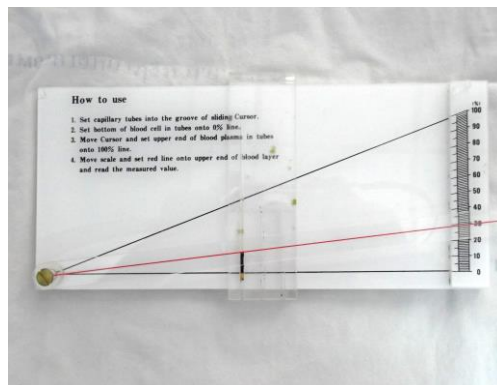 How to use
1. Set capillary tubes into the groove of sliding Cursor.
2. Set bottom of blood cell in tubes onto 0% line.
3. Move Cursor and set upper end of blood plasma in tubes
onto 100% line.
4. Move scale and set red line onto upper end of blood layer
and read the measured value.
(%)
100
90
80
70
60
50
40
30
20
10
0